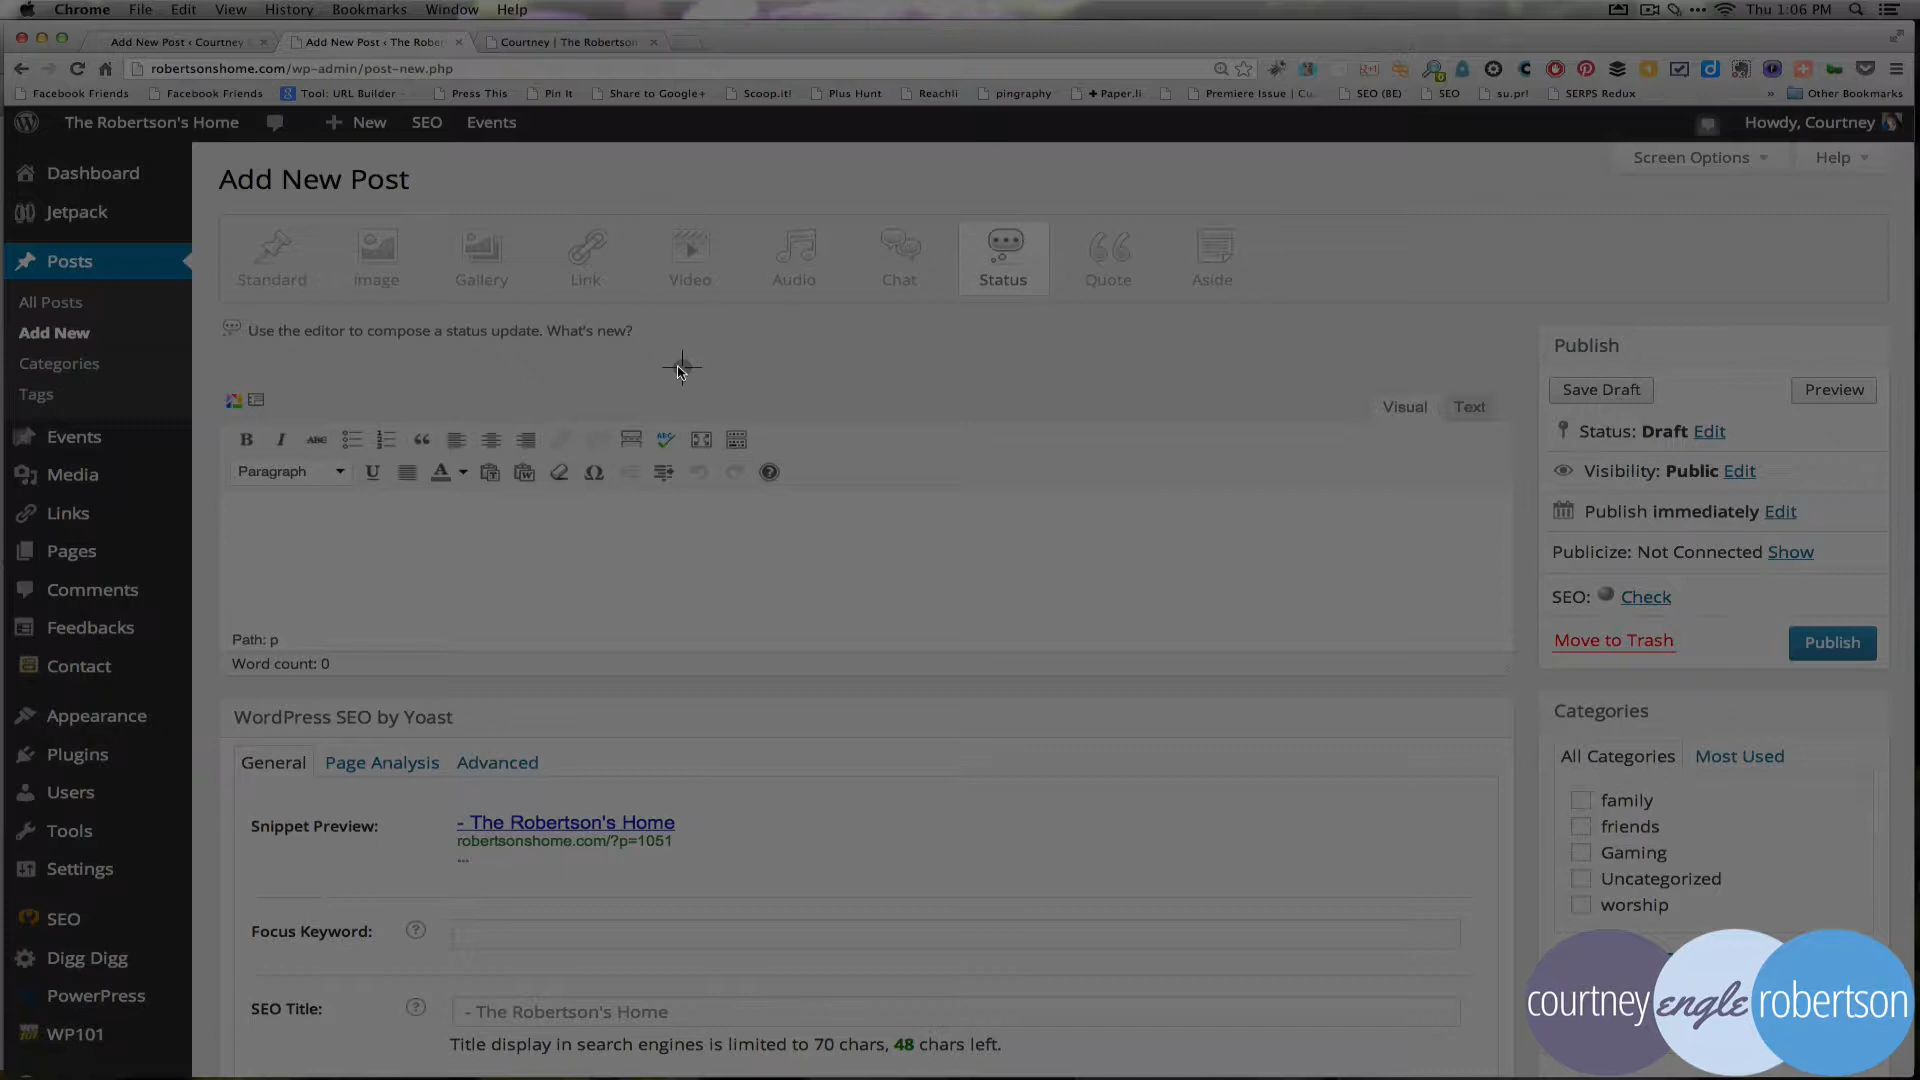 Chrome File Edit View History Bookmarks Window Help Thu 1:06 PM
Add New Post ‹ Courtney Add New Post ‹ The Rober Courtney | The Robertson
robertsonshome.com/wp-admin/post-new.php
Facebook Friends Facebook Friends Tool: URL Builder Press This Pin It Share to Google+ Scoop.it! Plus Hunt Reachli pingraphy + Paper.li Premiere Issue | Cu SEO (BE) SEO su.pr! SERPS Redux » Other Bookmarks
The Robertson's Home + New SEO Events Howdy, Courtney
Screen Options Help
Dashboard
Jetpack
Posts
All Posts
Add New
Categories
Tags
Events
Media
Links
Pages
Comments
Feedbacks
Contact
Appearance
Plugins
Users
Tools
Settings
SEO
Digg Digg
PowerPress
WP101
Add New Post
Standard Image Gallery Link Video Audio Chat Status Quote Aside
Use the editor to compose a status update. What's new?
Visual Text
B I ABC ABC
Paragraph U A Ω ?
Path: p
Word count: 0
WordPress SEO by Yoast
General Page Analysis Advanced
Snippet Preview: - The Robertson's Home
robertsonshome.com/?p=1051
...
Focus Keyword: ?
SEO Title: ? - The Robertson's Home
Title display in search engines is limited to 70 chars, 48 chars left.
Publish
Save Draft Preview
Status: Draft Edit
Visibility: Public Edit
Publish immediately Edit
Publicize: Not Connected Show
SEO: Check
Move to Trash Publish
Categories
All Categories Most Used
family
friends
Gaming
Uncategorized
worship
courtney engle robertson